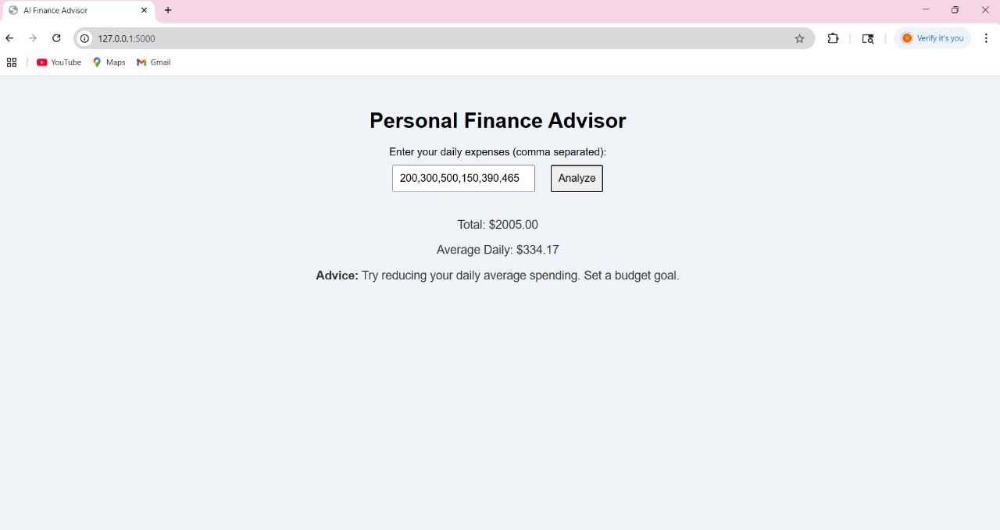 AI Finance Advisor
127.0.0.1:5000
Verify it's you
YouTube Maps Gmail
Personal Finance Advisor
Enter your daily expenses (comma separated):
200,300,500,150,390,465 Analyze
Total: $2005.00
Average Daily: $334.17
Advice: Try reducing your daily average spending. Set a budget goal.